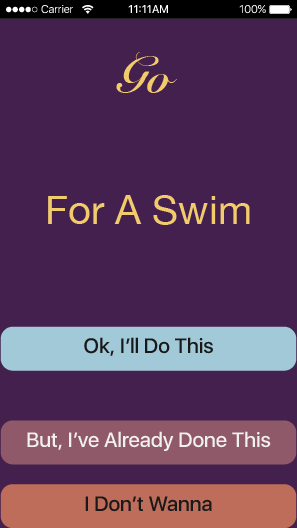 Carrier 11:11AM 100%
Go
For A Swim
Ok, I'll Do This
But, I've Already Done This
I Don't Wanna